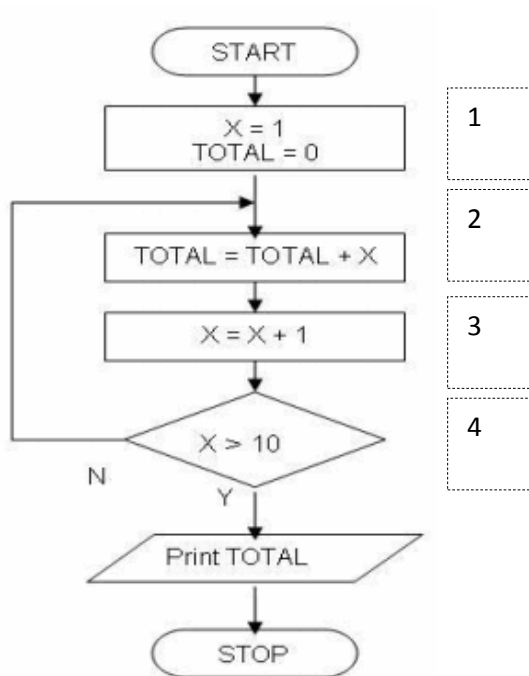 START
X = 1
TOTAL = 0
1
2
TOTAL = TOTAL + X
X = X + 1
3
X > 10
4
N
Y
Print TOTAL
STOP